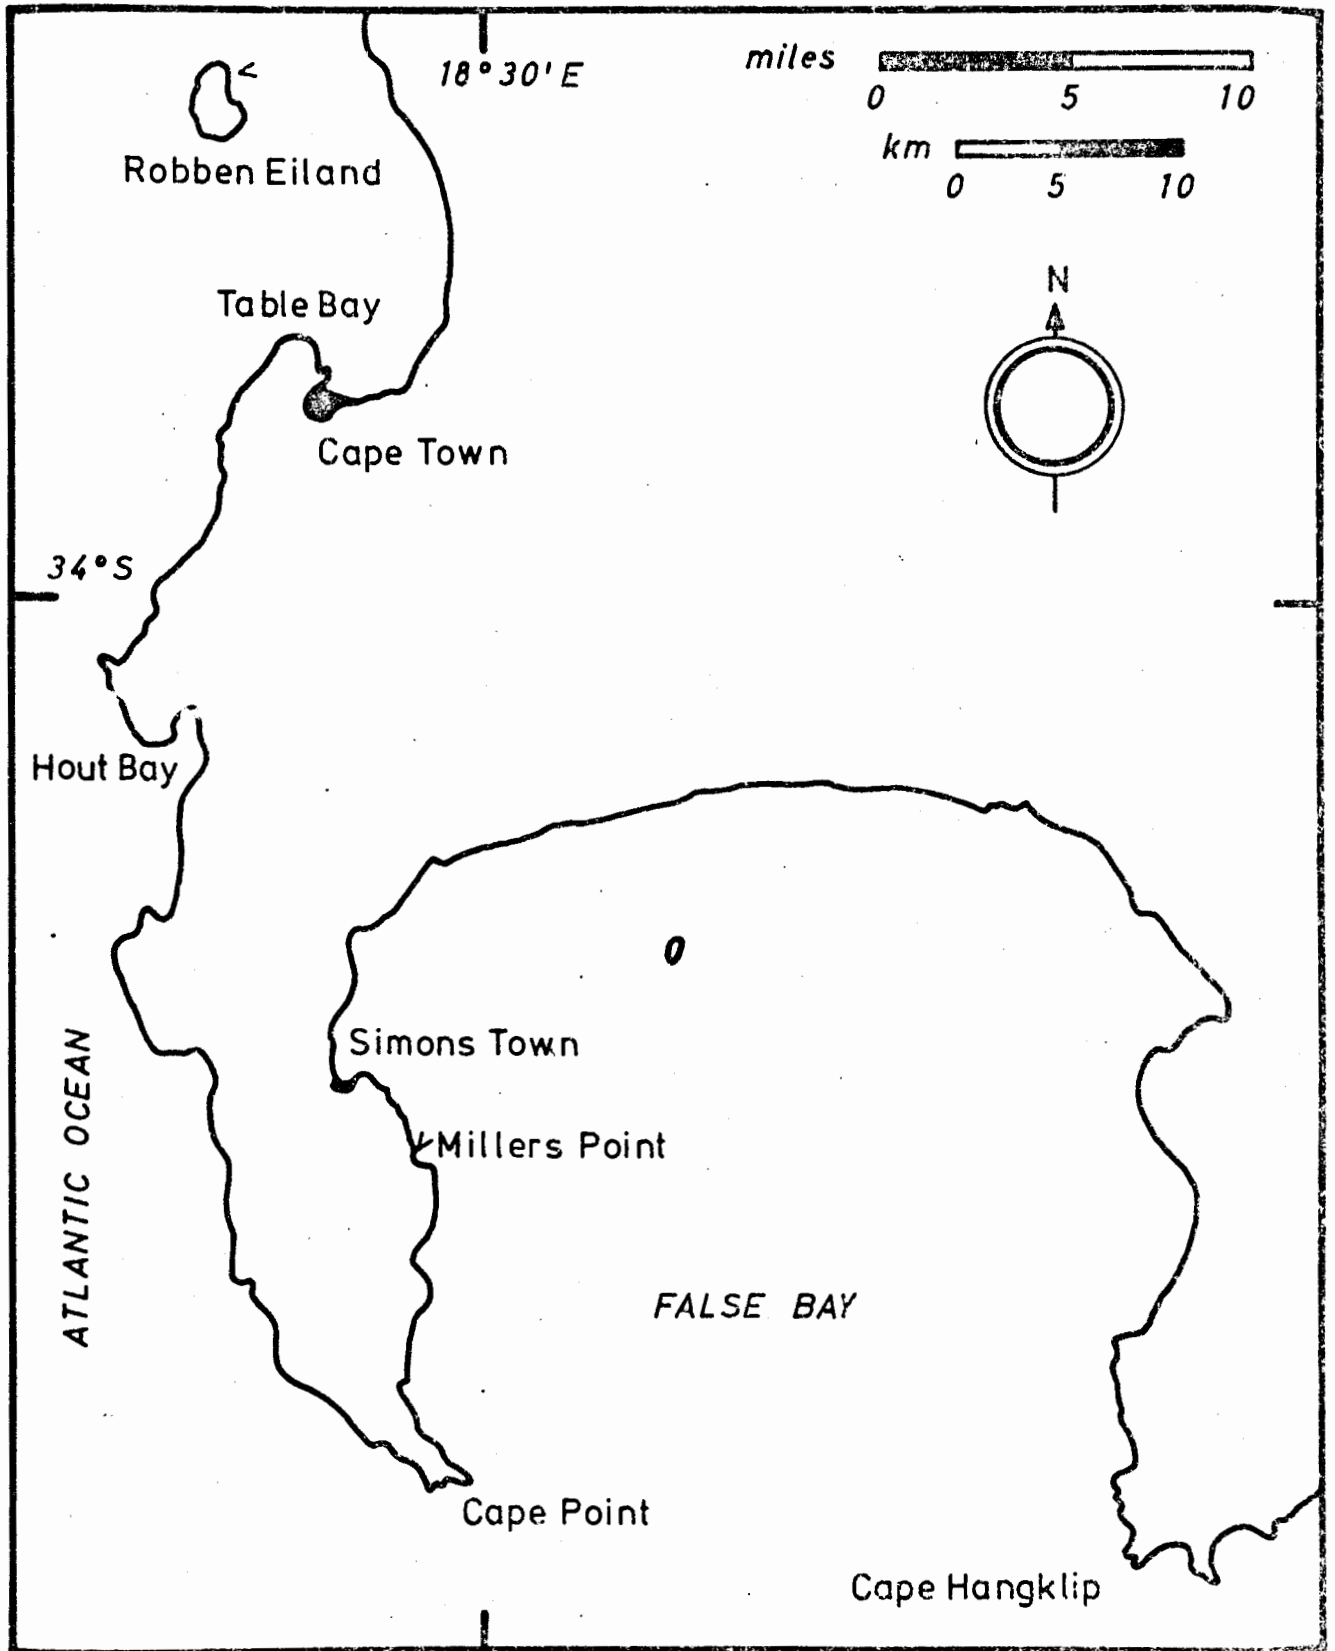 18°30'E
miles
0 5 10
km
0 5 10
Robben Eiland
N
Table Bay
Cape Town
34°S
Hout Bay
Simons Town
Millers Point
ATLANTIC OCEAN
FALSE BAY
Cape Point
Cape Hangklip